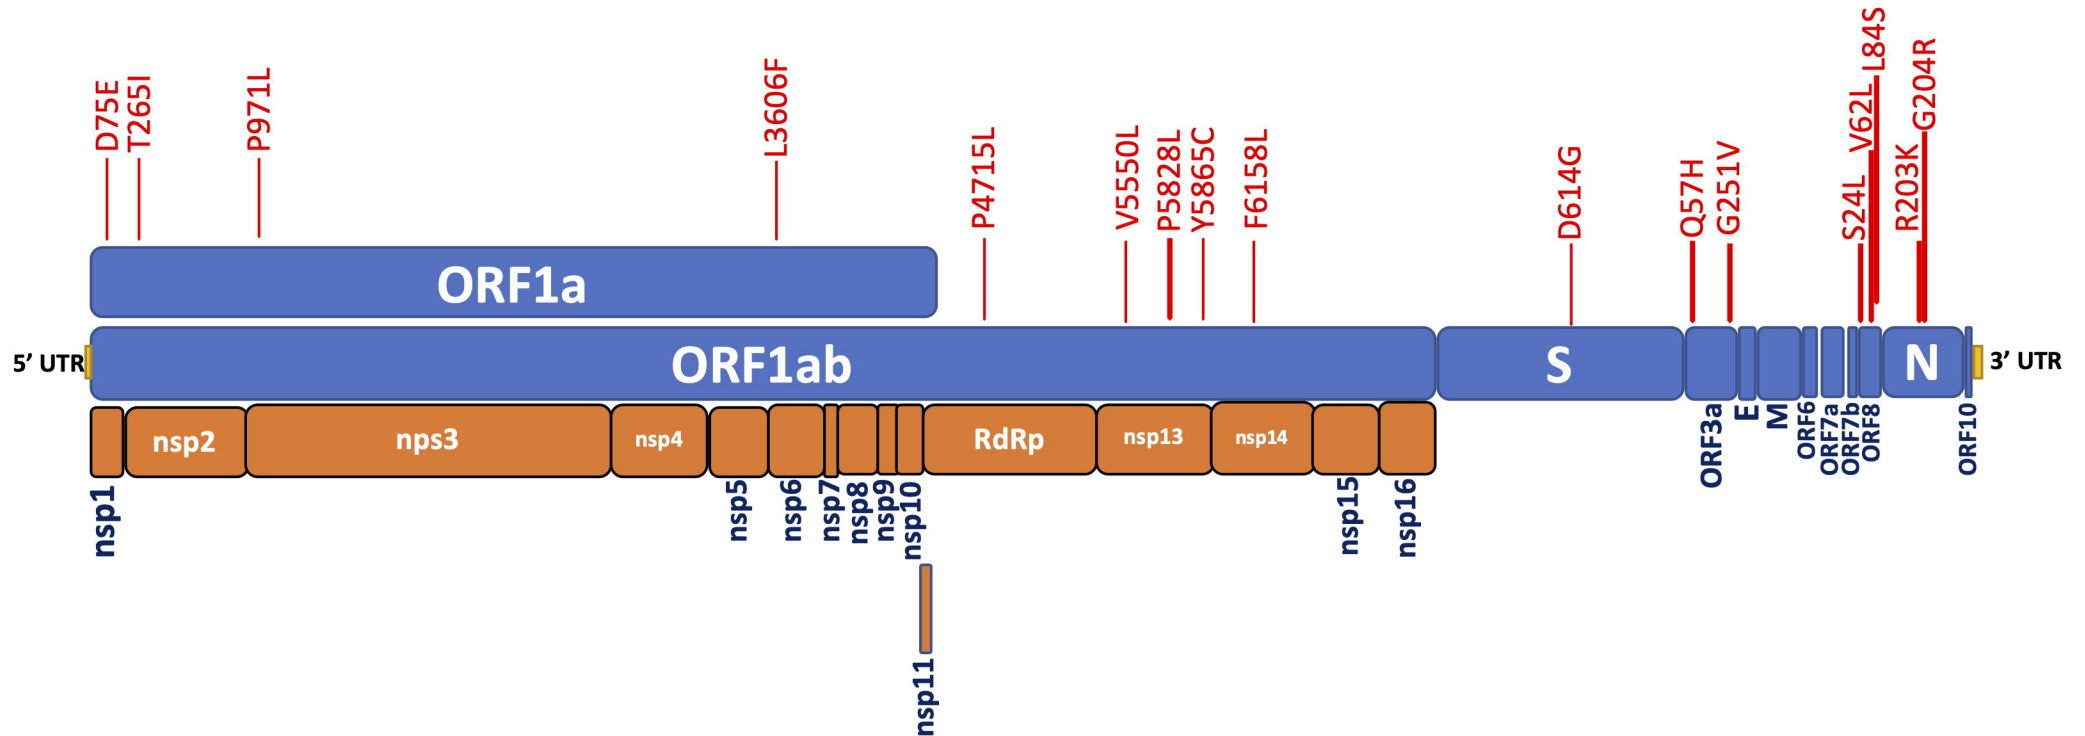 D75E
T265I
P971L
L3606F
P4715L
V5550L
P5828L
Y5865C
F6158L
D614G
Q57H
G251V
S24L
V62L
L84S
R203K
G204R
ORF1a
5’ UTR
ORF1ab
S
N
3’ UTR
nsp2
nps3
nsp4
RdRp
nsp13
nsp14
ORF3a
E
M
ORF6
ORF7a
ORF7b
ORF8
ORF10
nsp1
nsp5
nsp6
nsp7
nsp8
nsp9
nsp10
nsp15
nsp16
nsp11